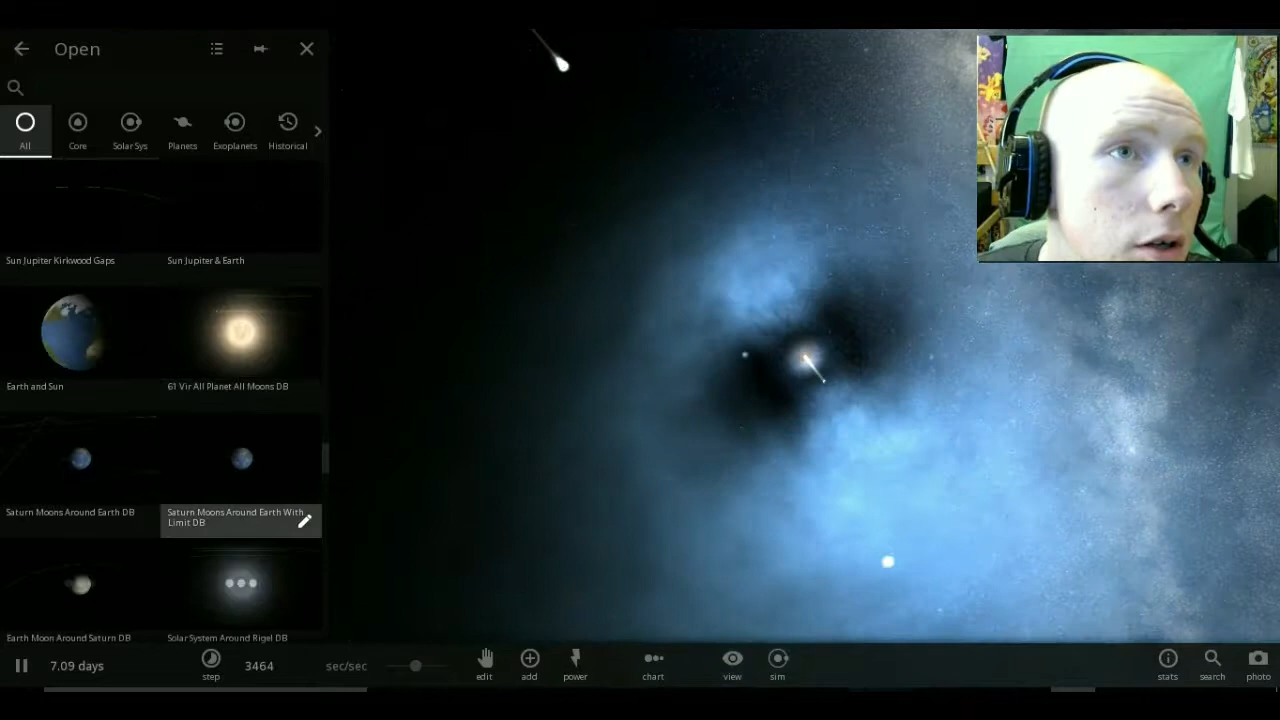 Open
All
Core
Solar Sys
Planets
Exoplanets
Historical
Sun Jupiter Kirkwood Gaps
Sun Jupiter & Earth
Earth and Sun
61 Vir All Planet All Moons DB
Saturn Moons Around Earth DB
Saturn Moons Around Earth With
Limit DB
Earth Moon Around Saturn DB
Solar System Around Rigel DB
7.09 days
step
3464
sec/sec
edit
add
power
chart
view
sim
stats
search
photo